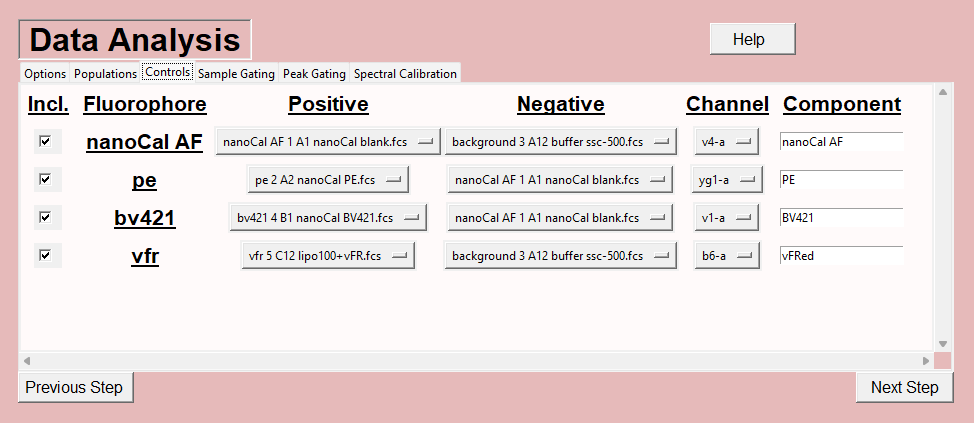 Data Analysis
Help
Options Populations Controls Sample Gating Peak Gating Spectral Calibration
Incl. Fluorophore Positive Negative Channel Component
nanoCal AF nanoCal AF 1 A1 nanoCal blank.fcs background 3 A12 buffer ssc-500.fcs v4-a nanoCal AF
pe pe 2 A2 nanoCal PE.fcs nanoCal AF 1 A1 nanoCal blank.fcs yg1-a PE
bv421 bv421 4 B1 nanoCal BV421.fcs nanoCal AF 1 A1 nanoCal blank.fcs v1-a BV421
vfr vfr 5 C12 lipo100+vFR.fcs background 3 A12 buffer ssc-500.fcs b6-a vFRed
Previous Step Next Step